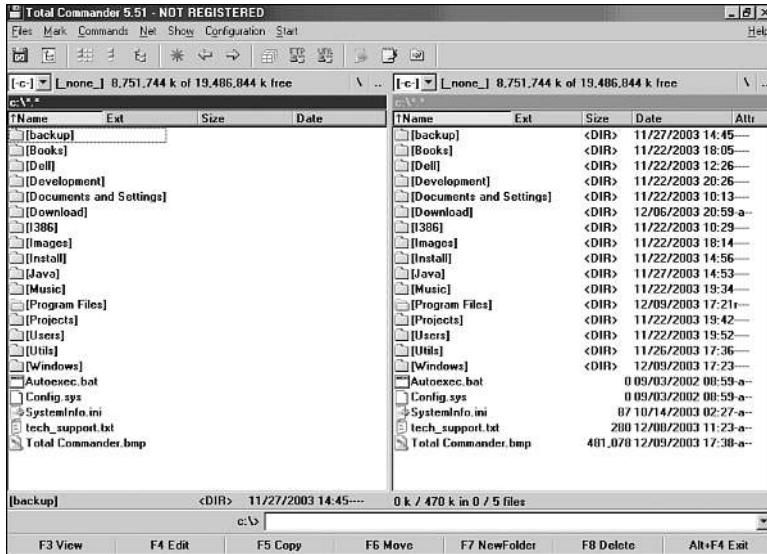 Total Commander 5.51 - NOT REGISTERED
Files Mark Commands Net Show Configuration Start Help
[-c-] [_none_] 8,751,744 k of 19,486,844 k free \ ..
c:\*.*
↑Name Ext Size Date
[backup]
[Books]
[Dell]
[Development]
[Documents and Settings]
[Download]
[I386]
[Images]
[Install]
[Java]
[Music]
[Program Files]
[Projects]
[Users]
[Utils]
[Windows]
Autoexec.bat
Config.sys
SystemInfo.ini
tech_support.txt
Total Commander.bmp
[backup] <DIR> 11/27/2003 14:45----
[-c-] [_none_] 8,751,744 k of 19,486,844 k free \ ..
c:\*.*
↑Name Ext Size Date Attr
[backup] <DIR> 11/27/2003 14:45----
[Books] <DIR> 11/22/2003 18:05----
[Dell] <DIR> 11/22/2003 12:26----
[Development] <DIR> 11/22/2003 20:26----
[Documents and Settings] <DIR> 11/22/2003 10:13----
[Download] <DIR> 12/06/2003 20:59-a--
[I386] <DIR> 11/22/2003 10:29----
[Images] <DIR> 11/22/2003 18:14----
[Install] <DIR> 11/22/2003 14:56----
[Java] <DIR> 11/27/2003 14:53----
[Music] <DIR> 11/22/2003 19:34----
[Program Files] <DIR> 12/09/2003 17:21r---
[Projects] <DIR> 11/22/2003 19:42----
[Users] <DIR> 11/22/2003 19:52----
[Utils] <DIR> 11/26/2003 17:36----
[Windows] <DIR> 12/09/2003 17:23----
Autoexec.bat 0 09/03/2002 08:59-a--
Config.sys 0 09/03/2002 08:59-a--
SystemInfo.ini 87 10/14/2003 02:27-a--
tech_support.txt 280 12/08/2003 11:23-a--
Total Commander.bmp 481,078 12/09/2003 17:38-a--
0 k / 470 k in 0 / 5 files
c:\>
F3 View F4 Edit F5 Copy F6 Move F7 NewFolder F8 Delete Alt+F4 Exit